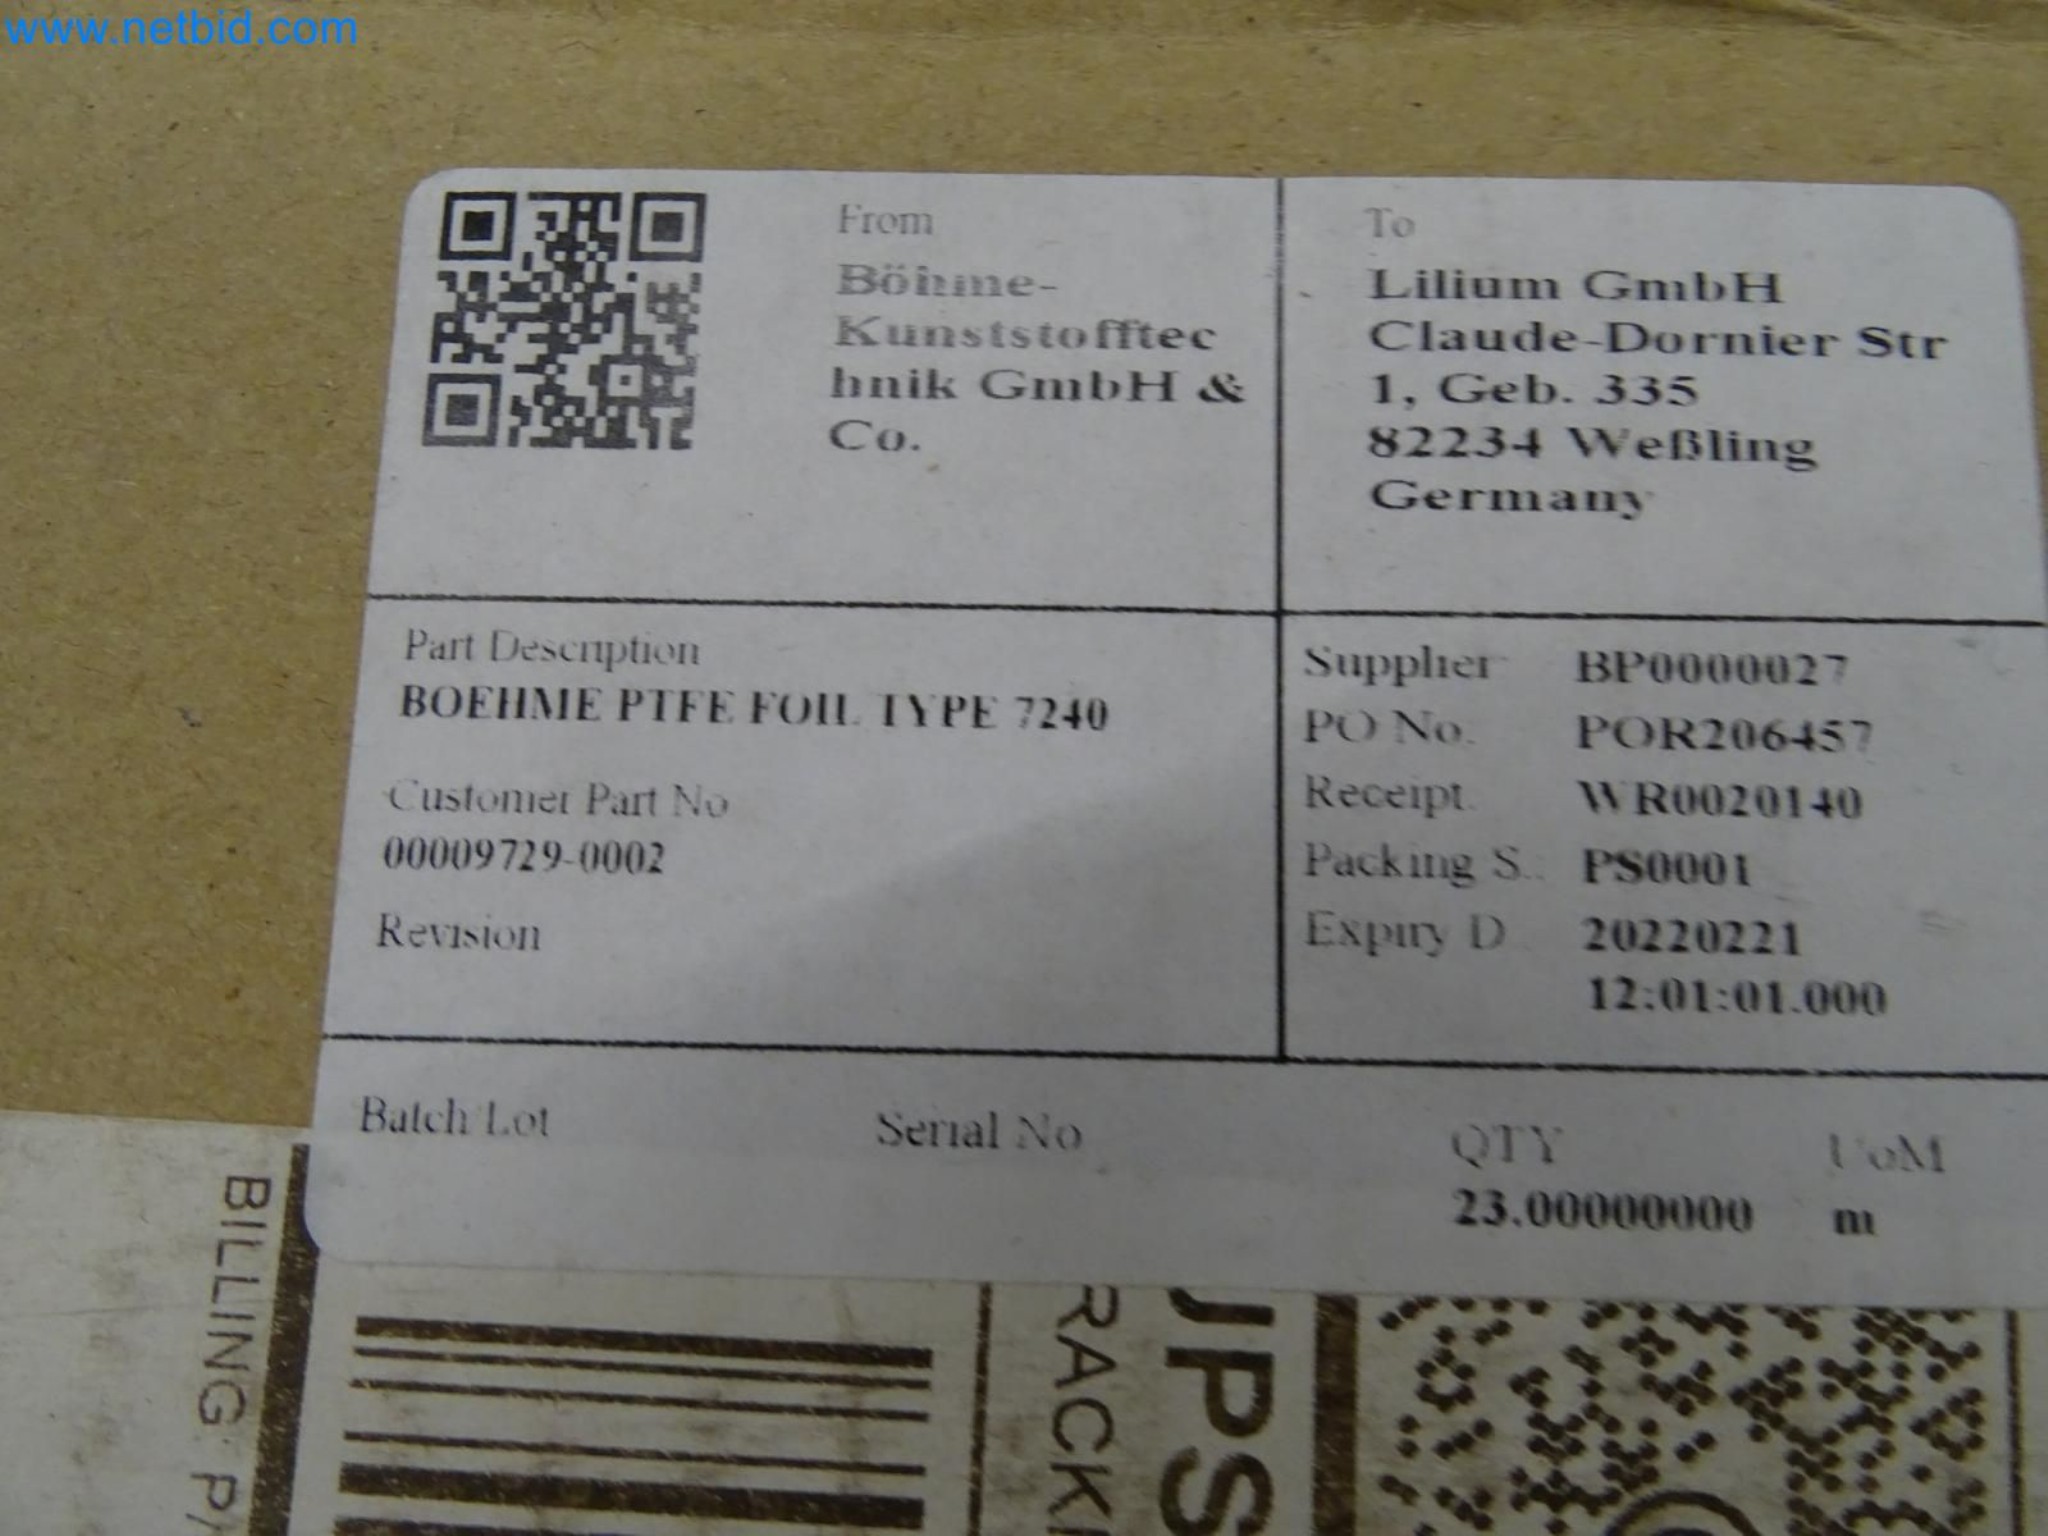 www.netbid.com
From
Böhme-
Kunststofftec
hnik GmbH &
Co.
To
Lilium GmbH
Claude-Dornier Str
1, Geb. 335
82234 Weßling
Germany
Part Description
BOEHME PTFE FOIL TYPE 7240
Customer Part No
00009729-0002
Revision
Supplier BP0000027
PO No. POR206457
Receipt. WR0020140
Packing S.: PS0001
Expiry D 20220221
12:01:01.000
Batch Lot
Serial No
QTY
23.00000000
UoM
m
BILLING: P/
RACKI
UPS